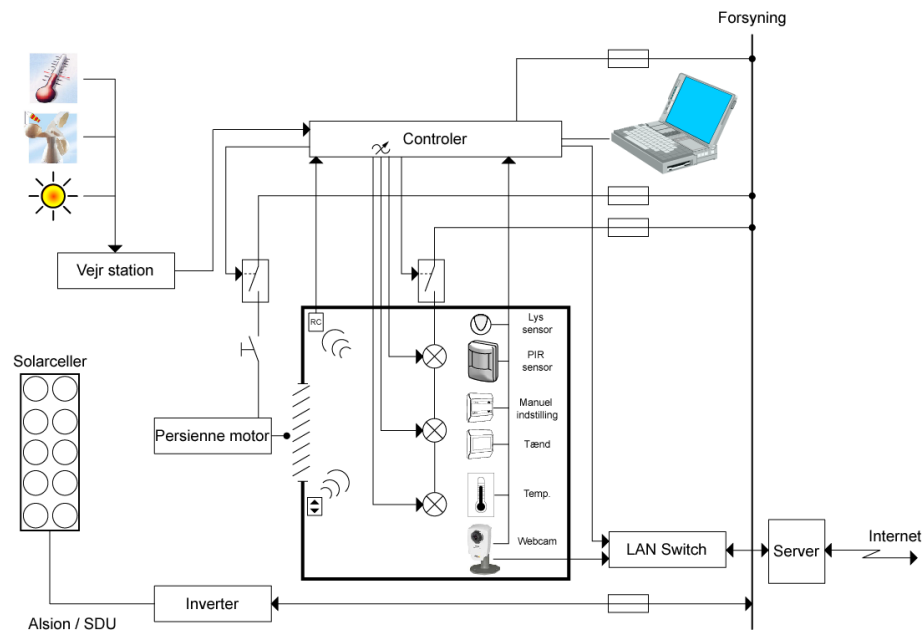 Forsyning
Controler
Vejr station
RC
Lys
sensor
PIR
sensor
Solarceller
Manuel
indstilling
Persienne motor
Tænd
Temp.
Webcam
LAN Switch
Server
Internet
Inverter
Alsion / SDU